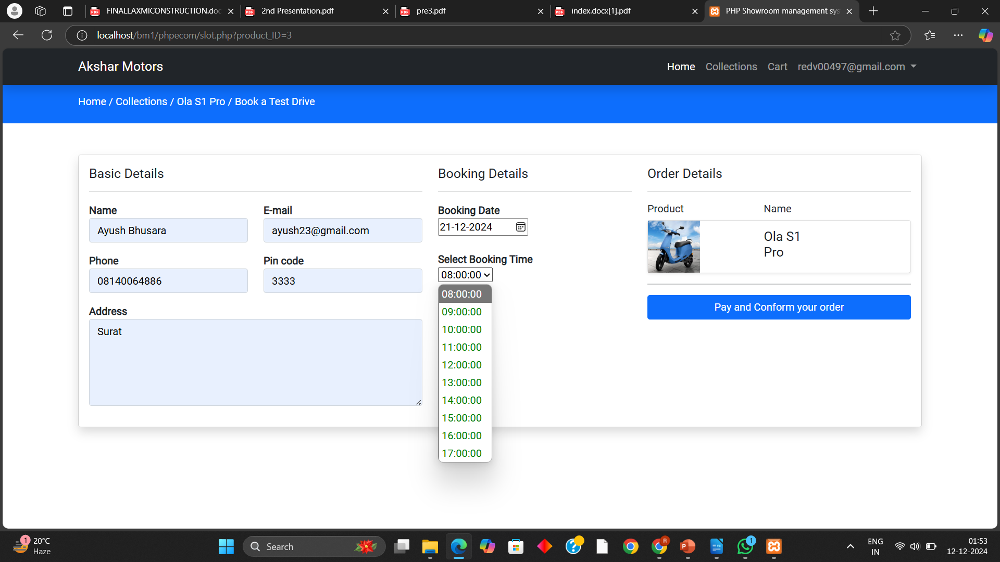 FINALLAXMICONSTRUCTION.doc
2nd Presentation.pdf
pre3.pdf
index.docx[1].pdf
PHP Showroom management sys
localhost/bm1/phpecom/slot.php?product_ID=3
Akshar Motors
Home Collections Cart redv00497@gmail.com
Home / Collections / Ola S1 Pro / Book a Test Drive
Basic Details
Name
Ayush Bhusara
E-mail
ayush23@gmail.com
Phone
08140064886
Pin code
3333
Address
Surat
Booking Details
Booking Date
21-12-2024
Select Booking Time
08:00:00
08:00:00
09:00:00
10:00:00
11:00:00
12:00:00
13:00:00
14:00:00
15:00:00
16:00:00
17:00:00
Order Details
Product Name
Ola S1
Pro
Pay and Conform your order
1
20°C
Haze
Search
R
1
ENG
IN
01:53
12-12-2024